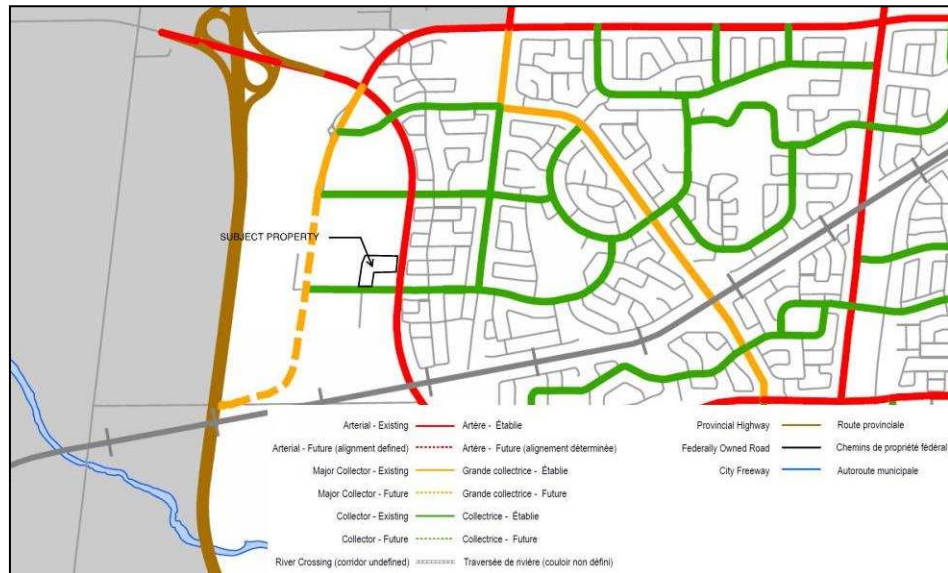 SUBJECT PROPERTY
Arterial - Existing Artère - Établie
Arterial - Future (alignment defined) Artère - Future (alignement déterminée)
Major Collector - Existing Grande collectrice - Établie
Major Collector - Future Grande collectrice - Future
Collector - Existing Collectrice - Établie
Collector - Future Collectrice - Future
River Crossing (corridor undefined) Traversée de rivière (couloir non défini)
Provincial Highway Route provinciale
Federally Owned Road Chemins de propriété fédéral
City Freeway Autoroute municipale